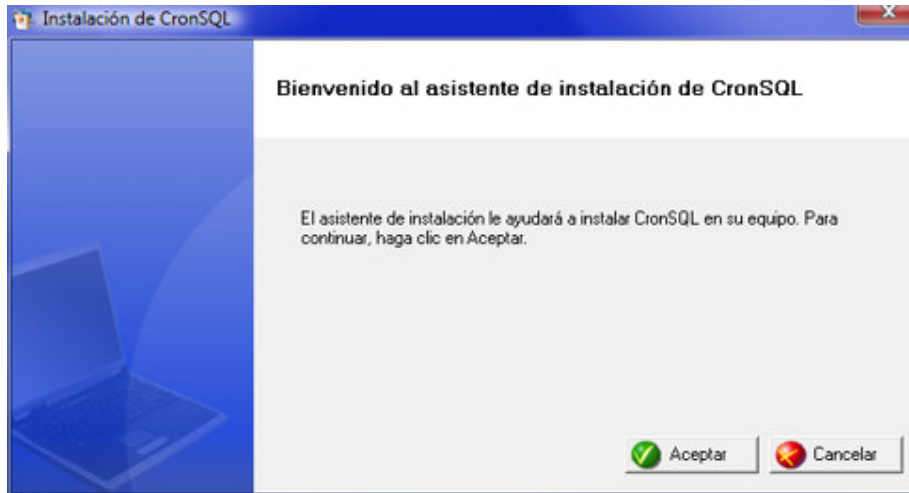 Instalación de CronSQL
Bienvenido al asistente de instalación de CronSQL
El asistente de instalación le ayudará a instalar CronSQL en su equipo. Para
continuar, haga clic en Aceptar.
Aceptar
Cancelar